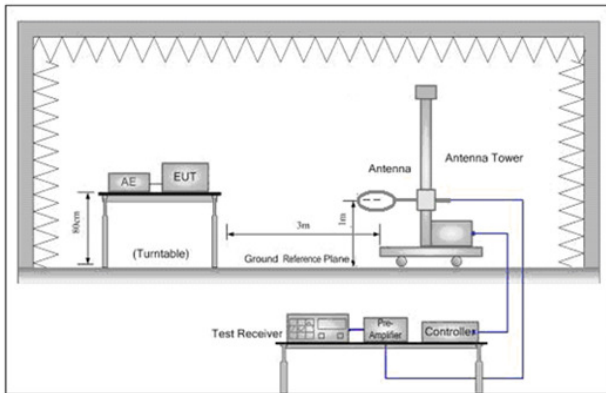 Antenna
Antenna Tower
AE
EUT
80cm
(Turntable)
3m
1m
Ground Reference Plane
Test Receiver
Pre-
Amplifier
Controller